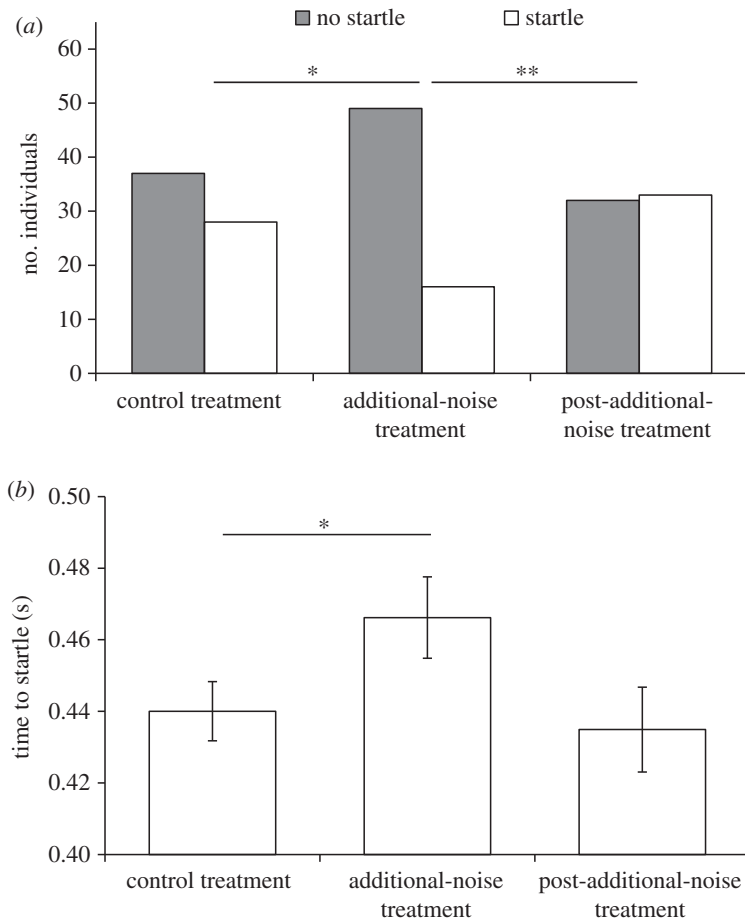 (a)
no startle
startle
60
50
40
30
20
10
0
no. individuals
*
**
control treatment
additional-noise
treatment
post-additional-
noise treatment
(b)
0.50
0.48
0.46
0.44
0.42
0.40
time to startle (s)
*
control treatment
additional-noise
treatment
post-additional-noise
treatment